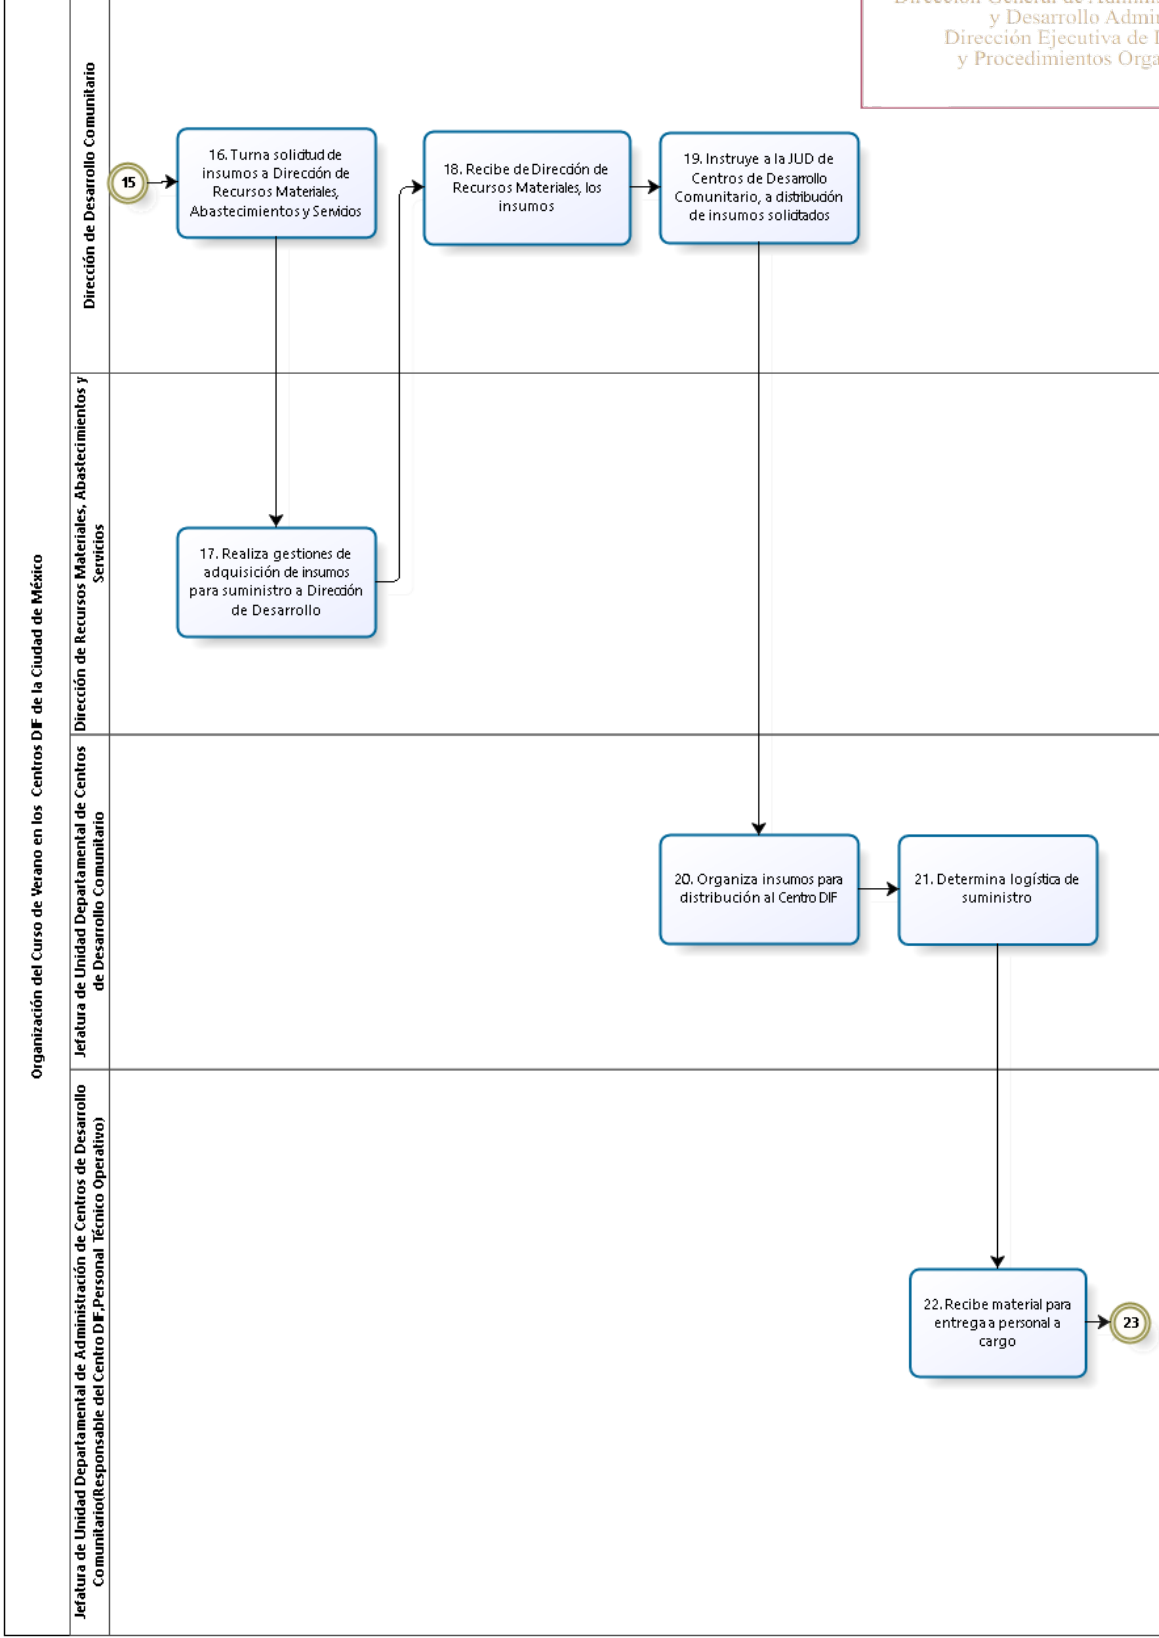 Dirección General de
y Desarrollo
Dirección Ejecutiva de
y Procedimientos
Organización del Curso de Verano en los Centros DIF de la Ciudad de México
Dirección de Desarrollo Comunitario
15
16. Turna solicitud de
insumos a Dirección de
Recursos Materiales,
Abastecimientos y Servicios
18. Recibe de Dirección de
Recursos Materiales, los
insumos
19. Instruye a la JUD de
Centros de Desarrollo
Comunitario, a distribución
de insumos solicitados
Dirección de Recursos Materiales, Abastecimientos y
Servicios
17. Realiza gestiones de
adquisición de insumos
para suministro a Dirección
de Desarrollo
Jefatura de Unidad Departamental de Centros
de Desarrollo Comunitario
20. Organiza insumos para
distribución al Centro DIF
21. Determina logística de
suministro
Jefatura de Unidad Departamental de Administración de Centros de Desarrollo
Comunitario(Responsable del Centro DIF,Personal Técnico Operativo)
22. Recibe material para
entrega a personal a
cargo
23